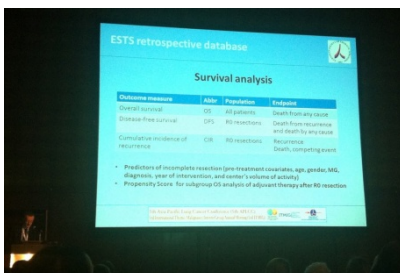 ESTS retrospective database
Survival analysis
Outcome measure Abbr Population Endpoint
Overall survival OS All patients Death from any cause
Disease-free survival DFS R0 resections Death from recurrence
and death by any cause
Cumulative incidence of CIR R0 resections Recurrence
recurrence Death, competing event
• Predictors of incomplete resection (pre-treatment covariates, age, gender, MG,
diagnosis, year of intervention, and center's volume of activity)
• Propensity Score for subgroup OS analysis of adjuvant therapy after R0 resection